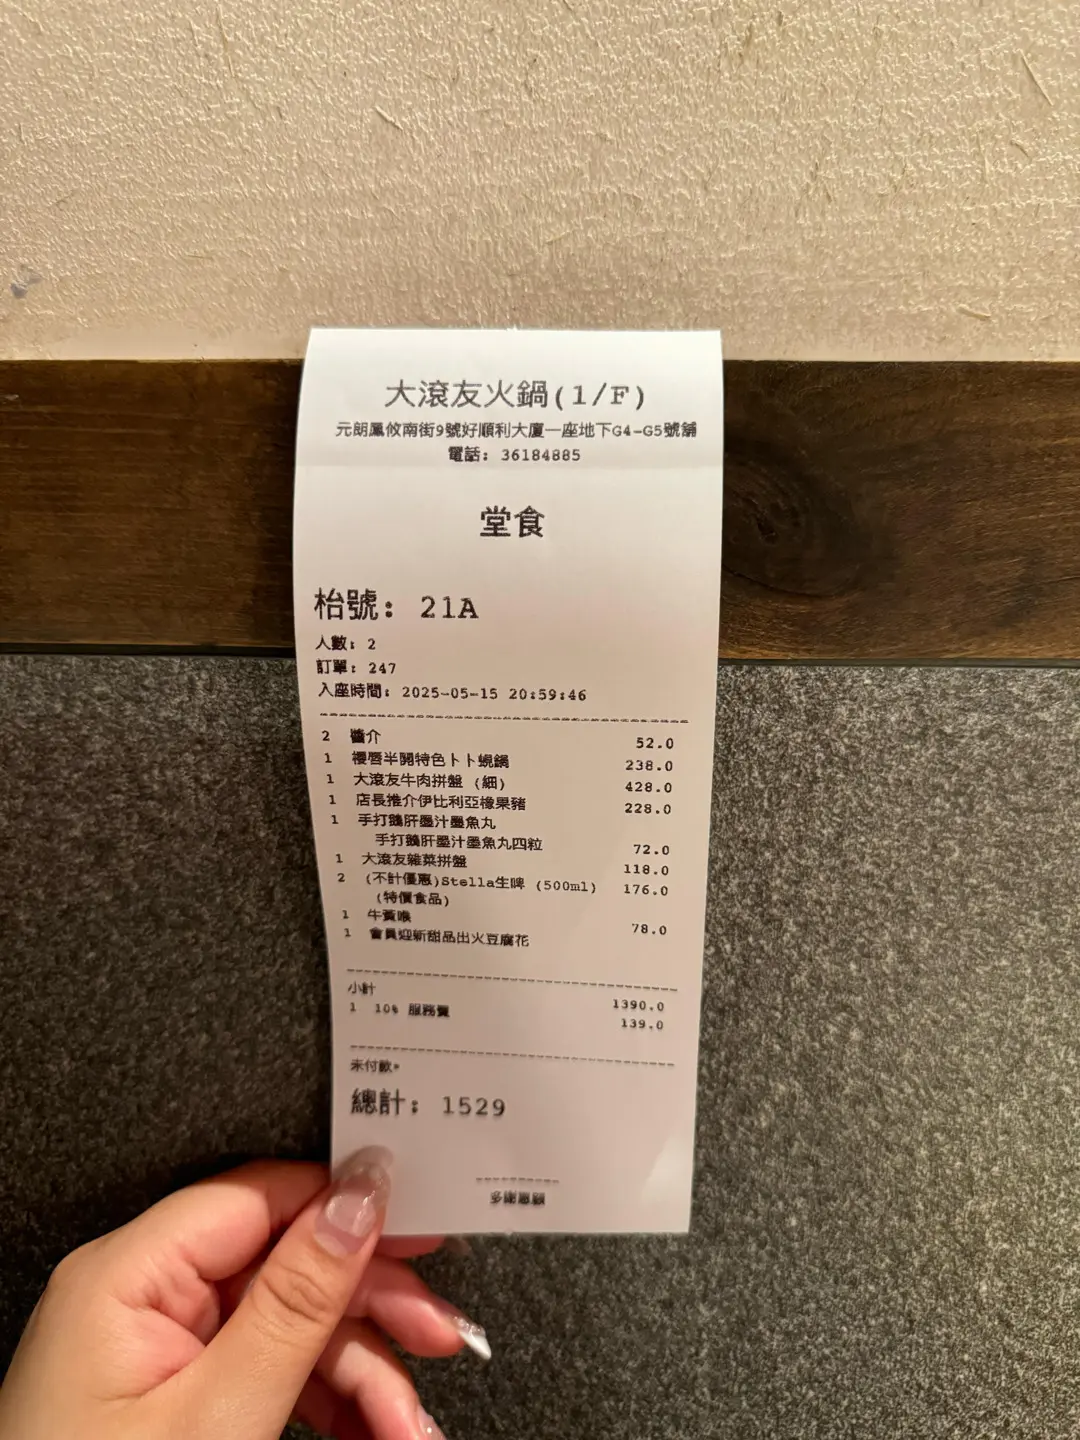 大滾友火鍋(1/F)
元朗鳳攸南街9號好順利大廈一座地下G4-G5號舖
電話: 36184885
堂食
枱號: 21A
人數: 2
訂單: 247
入座時間: 2025-05-15 20:59:46
2 醬介 52.0
1 櫻唇半開特色卜卜蜆鍋 238.0
1 大滾友牛肉拼盤 (細) 428.0
1 店長推介伊比利亞橡果豬 228.0
1 手打鵝肝墨汁墨魚丸
手打鵝肝墨汁墨魚丸四粒 72.0
1 大滾友雜菜拼盤 118.0
2 (不計優惠)Stella生啤 (500ml) 176.0
(特價食品)
1 牛黃喉 78.0
1 會員迎新甜品出火豆腐花
小計 1390.0
1 10% 服務費 139.0
未付款*
總計: 1529
多謝惠顧